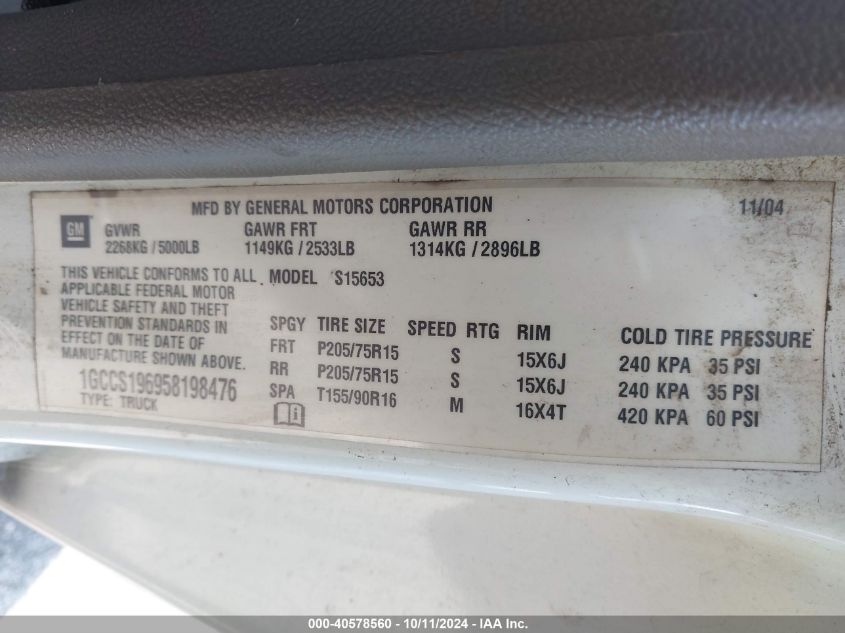 MFD BY GENERAL MOTORS CORPORATION 11/04
GM
GVWR GAWR FRT GAWR RR
2268KG / 5000LB 1149KG / 2533LB 1314KG / 2896LB
THIS VEHICLE CONFORMS TO ALL
APPLICABLE FEDERAL MOTOR
VEHICLE SAFETY AND THEFT
PREVENTION STANDARDS IN
EFFECT ON THE DATE OF
MANUFACTURE SHOWN ABOVE.
1GCCS196958198476
TYPE: TRUCK
MODEL S15653
SPGY TIRE SIZE SPEED RTG RIM COLD TIRE PRESSURE
FRT P205/75R15 S 15X6J 240 KPA 35 PSI
RR P205/75R15 S 15X6J 240 KPA 35 PSI
SPA T155/90R16 M 16X4T 420 KPA 60 PSI
000-40578560 - 10/11/2024 - IAA Inc.